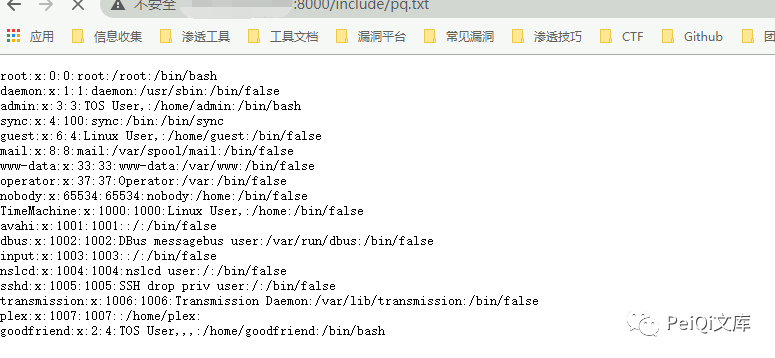 不安全 :8000/include/pq.txt
应用 信息收集 渗透工具 工具文档 漏洞平台 常见漏洞 渗透技巧 CTF Github 团
root:x:0:0:root:/root:/bin/bash
daemon:x:1:1:daemon:/usr/sbin:/bin/false
admin:x:3:3:TOS User,:/home/admin:/bin/bash
sync:x:4:100:sync:/bin:/bin/sync
guest:x:6:4:Linux User,:/home/guest:/bin/false
mail:x:8:8:mail:/var/spool/mail:/bin/false
www-data:x:33:33:www-data:/var/www:/bin/false
operator:x:37:37:Operator:/var:/bin/false
nobody:x:65534:65534:nobody:/home:/bin/false
TimeMachine:x:1000:1000:Linux User,:/home:/bin/false
avahi:x:1001:1001::/:/bin/false
dbus:x:1002:1002:DBus messagebus user:/var/run/dbus:/bin/false
input:x:1003:1003::/:/bin/false
nslcd:x:1004:1004:nslcd user:/:/bin/false
sshd:x:1005:1005:SSH drop priv user:/:/bin/false
transmission:x:1006:1006:Transmission Daemon:/var/lib/transmission:/bin/false
plex:x:1007:1007::/home/plex:
goodfriend:x:2:4:TOS User,,,:/home/goodfriend:/bin/bash
PeiQi文库